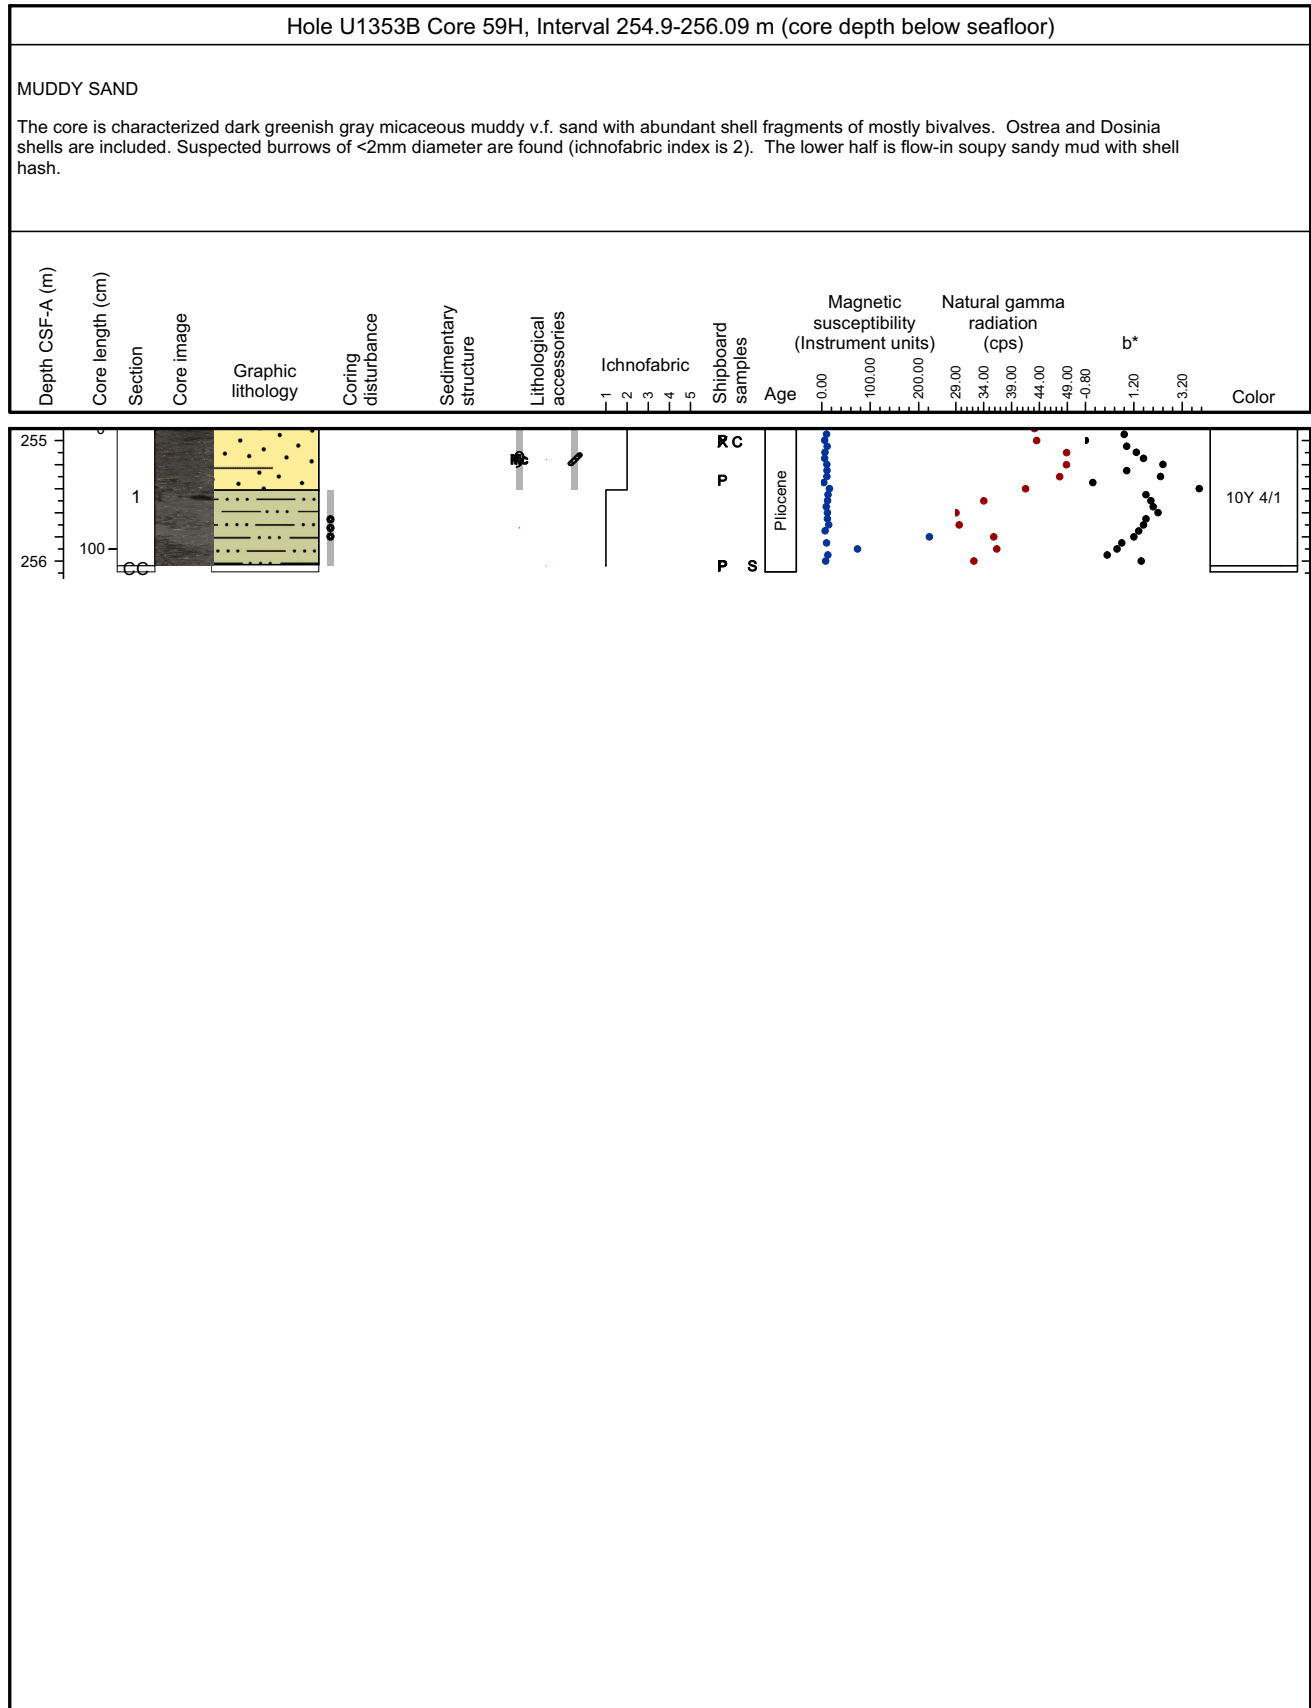 Hole U1353B Core 59H, Interval 254.9-256.09 m (core depth below seafloor)
MUDDY SAND
The core is characterized dark greenish gray micaceous muddy v.f. sand with abundant shell fragments of mostly bivalves. Ostrea and Dosinia
shells are included. Suspected burrows of <2mm diameter are found (ichnofabric index is 2). The lower half is flow-in soupy sandy mud with shell
hash.
Depth CSF-A (m)
Core length (cm)
Section
Core image
Graphic
lithology
Coring
disturbance
Sedimentary
structure
Lithological
accessories
Ichnofabric
1 2 3 4 5
Shipboard
samples
Age
Magnetic
susceptibility
(Instrument units)
0.00 100.00 200.00
Natural gamma
radiation
(cps)
29.00 34.00 39.00 44.00 49.00
b*
-0.80 1.20 3.20
Color
255
256
0
100
1
CC
C
P
P S
Pliocene
10Y 4/1